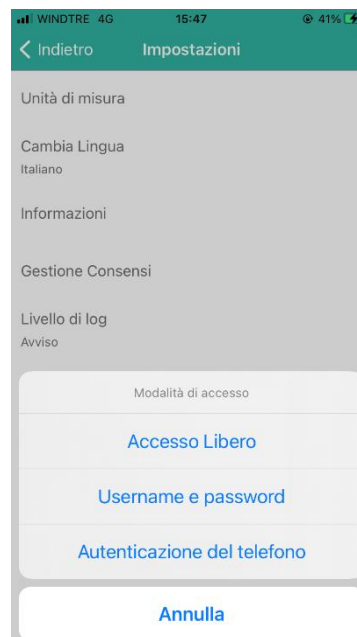 WINDTRE 4G 15:47 41%
Indietro Impostazioni
Unità di misura
Cambia Lingua
Italiano
Informazioni
Gestione Consensi
Livello di log
Avviso
Modalità di accesso
Accesso Libero
Username e password
Autenticazione del telefono
Annulla